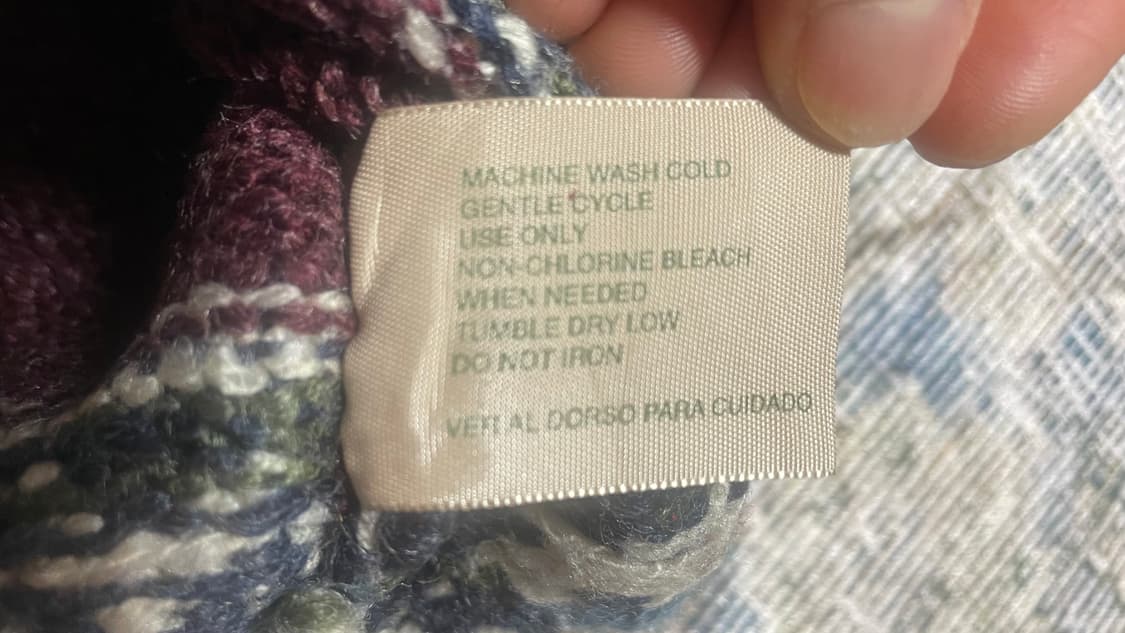 MACHINE WASH COLD
GENTLE CYCLE
USE ONLY
NON-CHLORINE BLEACH
WHEN NEEDED
TUMBLE DRY LOW
DO NOT IRON
VER AL DORSO PARA CUIDADO